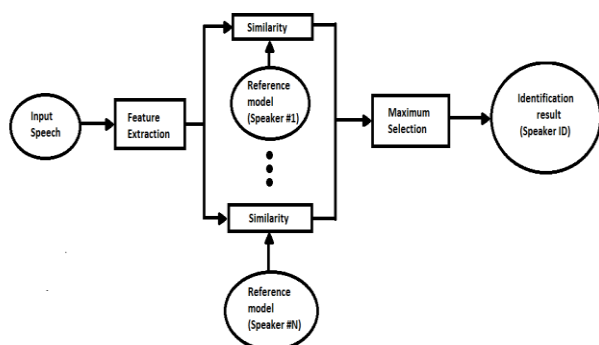 Input
Speech
Feature
Extraction
Similarity
Reference
model
(Speaker #1)
Similarity
Reference
model
(Speaker #N)
Maximum
Selection
Identification
result
(Speaker ID)